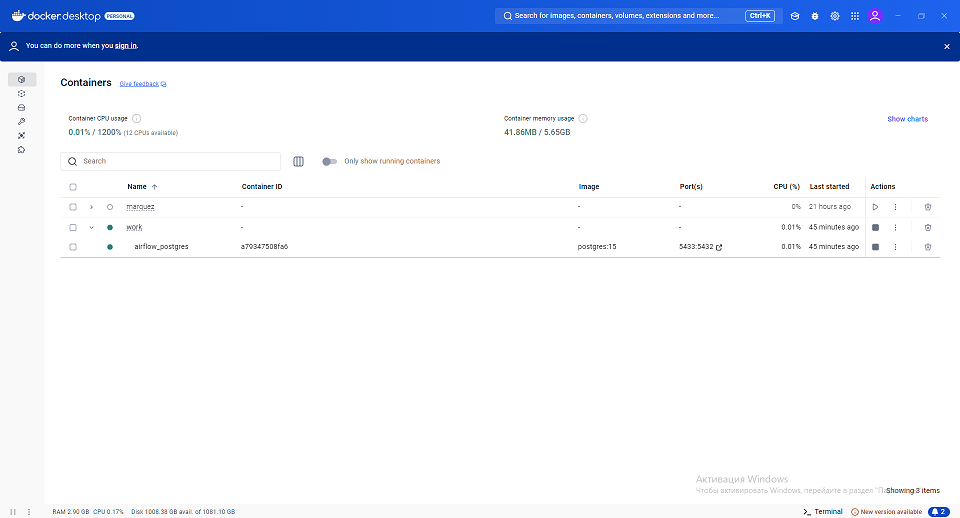 docker.desktop PERSONAL
Search for images, containers, volumes, extensions and more... Ctrl+K
You can do more when you sign in.
Containers Give feedback
Container CPU usage
0.01% / 1200% (12 CPUs available)
Container memory usage
41.86MB / 5.65GB
Show charts
Search
Only show running containers
Name Container ID Image Port(s) CPU (%) Last started Actions
marquez - - - 0% 21 hours ago
work - - - 0.01% 45 minutes ago
airflow_postgres a79347508fa6 postgres:15 5433:5432 0.01% 45 minutes ago
Активация Windows
Чтобы активировать Windows, перейдите в раздел
Showing 3 items
RAM 2.90 GB CPU 0.17% Disk 1008.38 GB avail. of 1081.10 GB
Terminal New version available 2